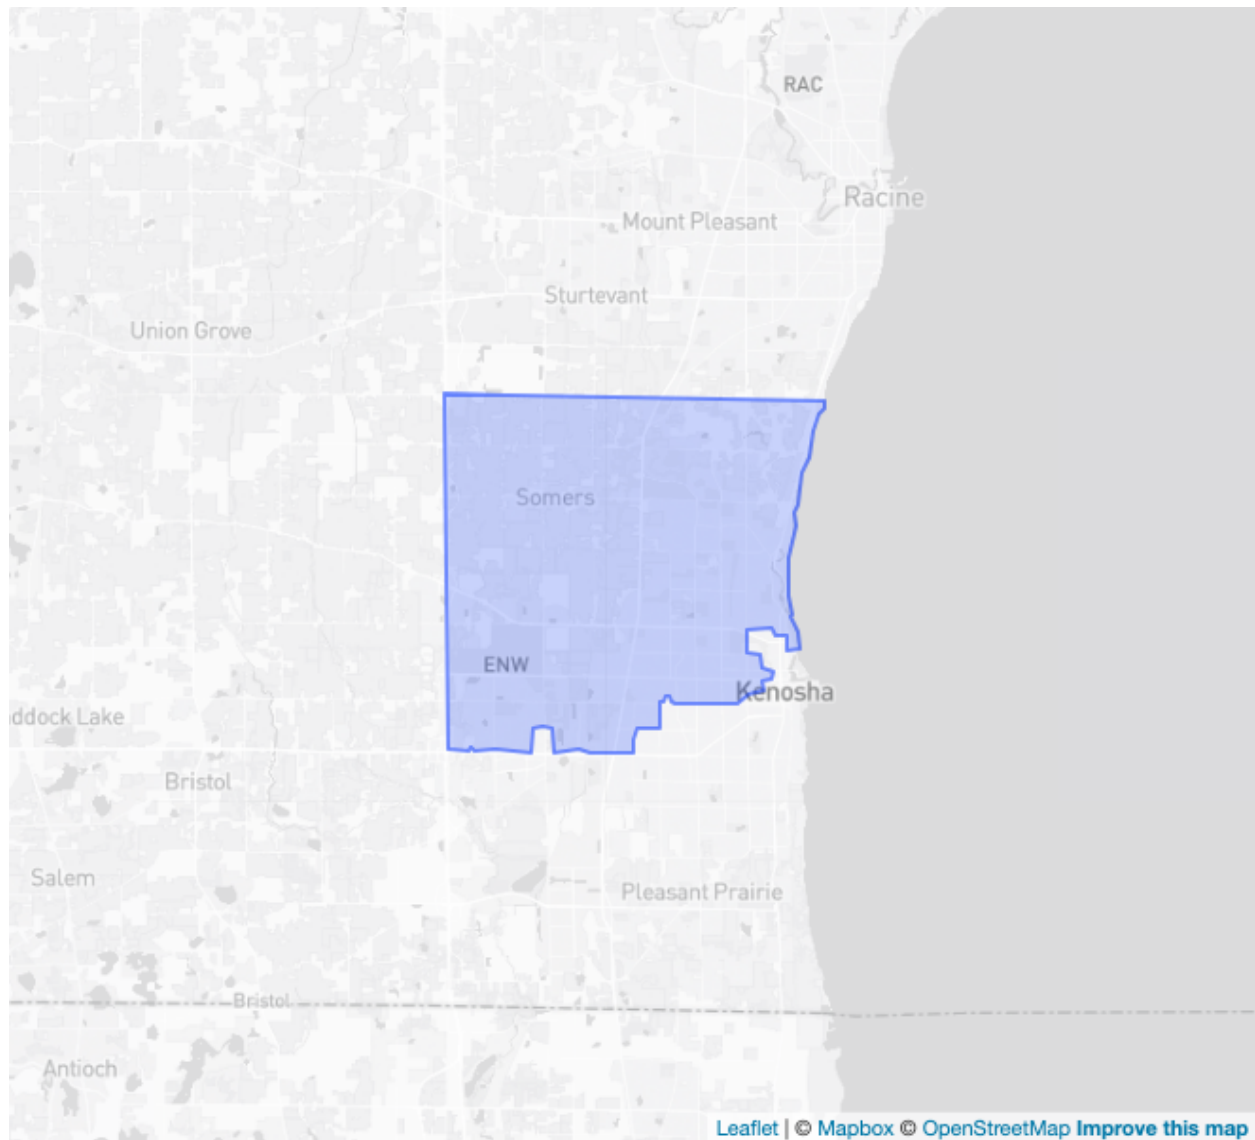 RAC
Racine
Mount Pleasant
Sturtevant
Union Grove
Somers
ENW
Kenosha
addock Lake
Bristol
Salem
Pleasant Prairie
Bristol
Antioch
Leaflet | © Mapbox © OpenStreetMap Improve this map